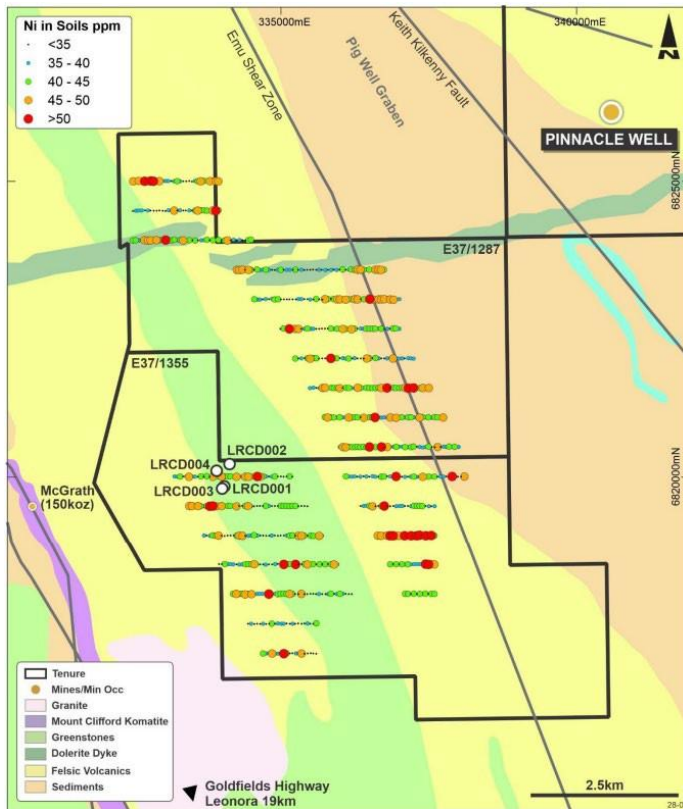 Ni in Soils ppm
<35
35 - 40
40 - 45
45 - 50
>50
335000mE
340000mE
N
Emu Shear Zone
Pig Well Graben
Keith Kilkenny Fault
PINNACLE WELL
6825000mN
E37/1287
E37/1355
LRCD002
LRCD004
LRCD003
LRCD001
McGrath
(150koz)
6820000mN
Tenure
Mines/Min Occ
Granite
Mount Clifford Komatite
Greenstones
Dolerite Dyke
Felsic Volcanics
Sediments
Goldfields Highway
Leonora 19km
2.5km